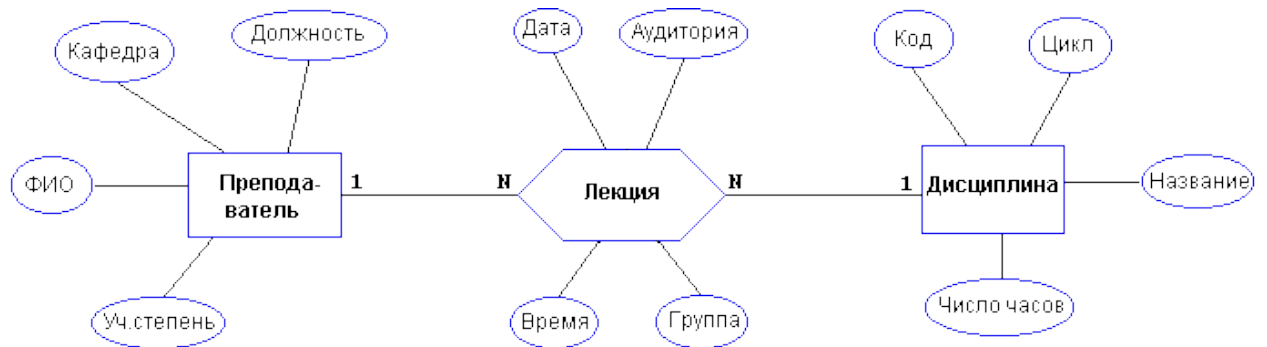 Кафедра
Должность
Дата
Аудитория
Код
Цикл
ФИО
Препода-
ватель
1
N
Лекция
N
1
Дисциплина
Название
Уч.степень
Время
Группа
Число часов